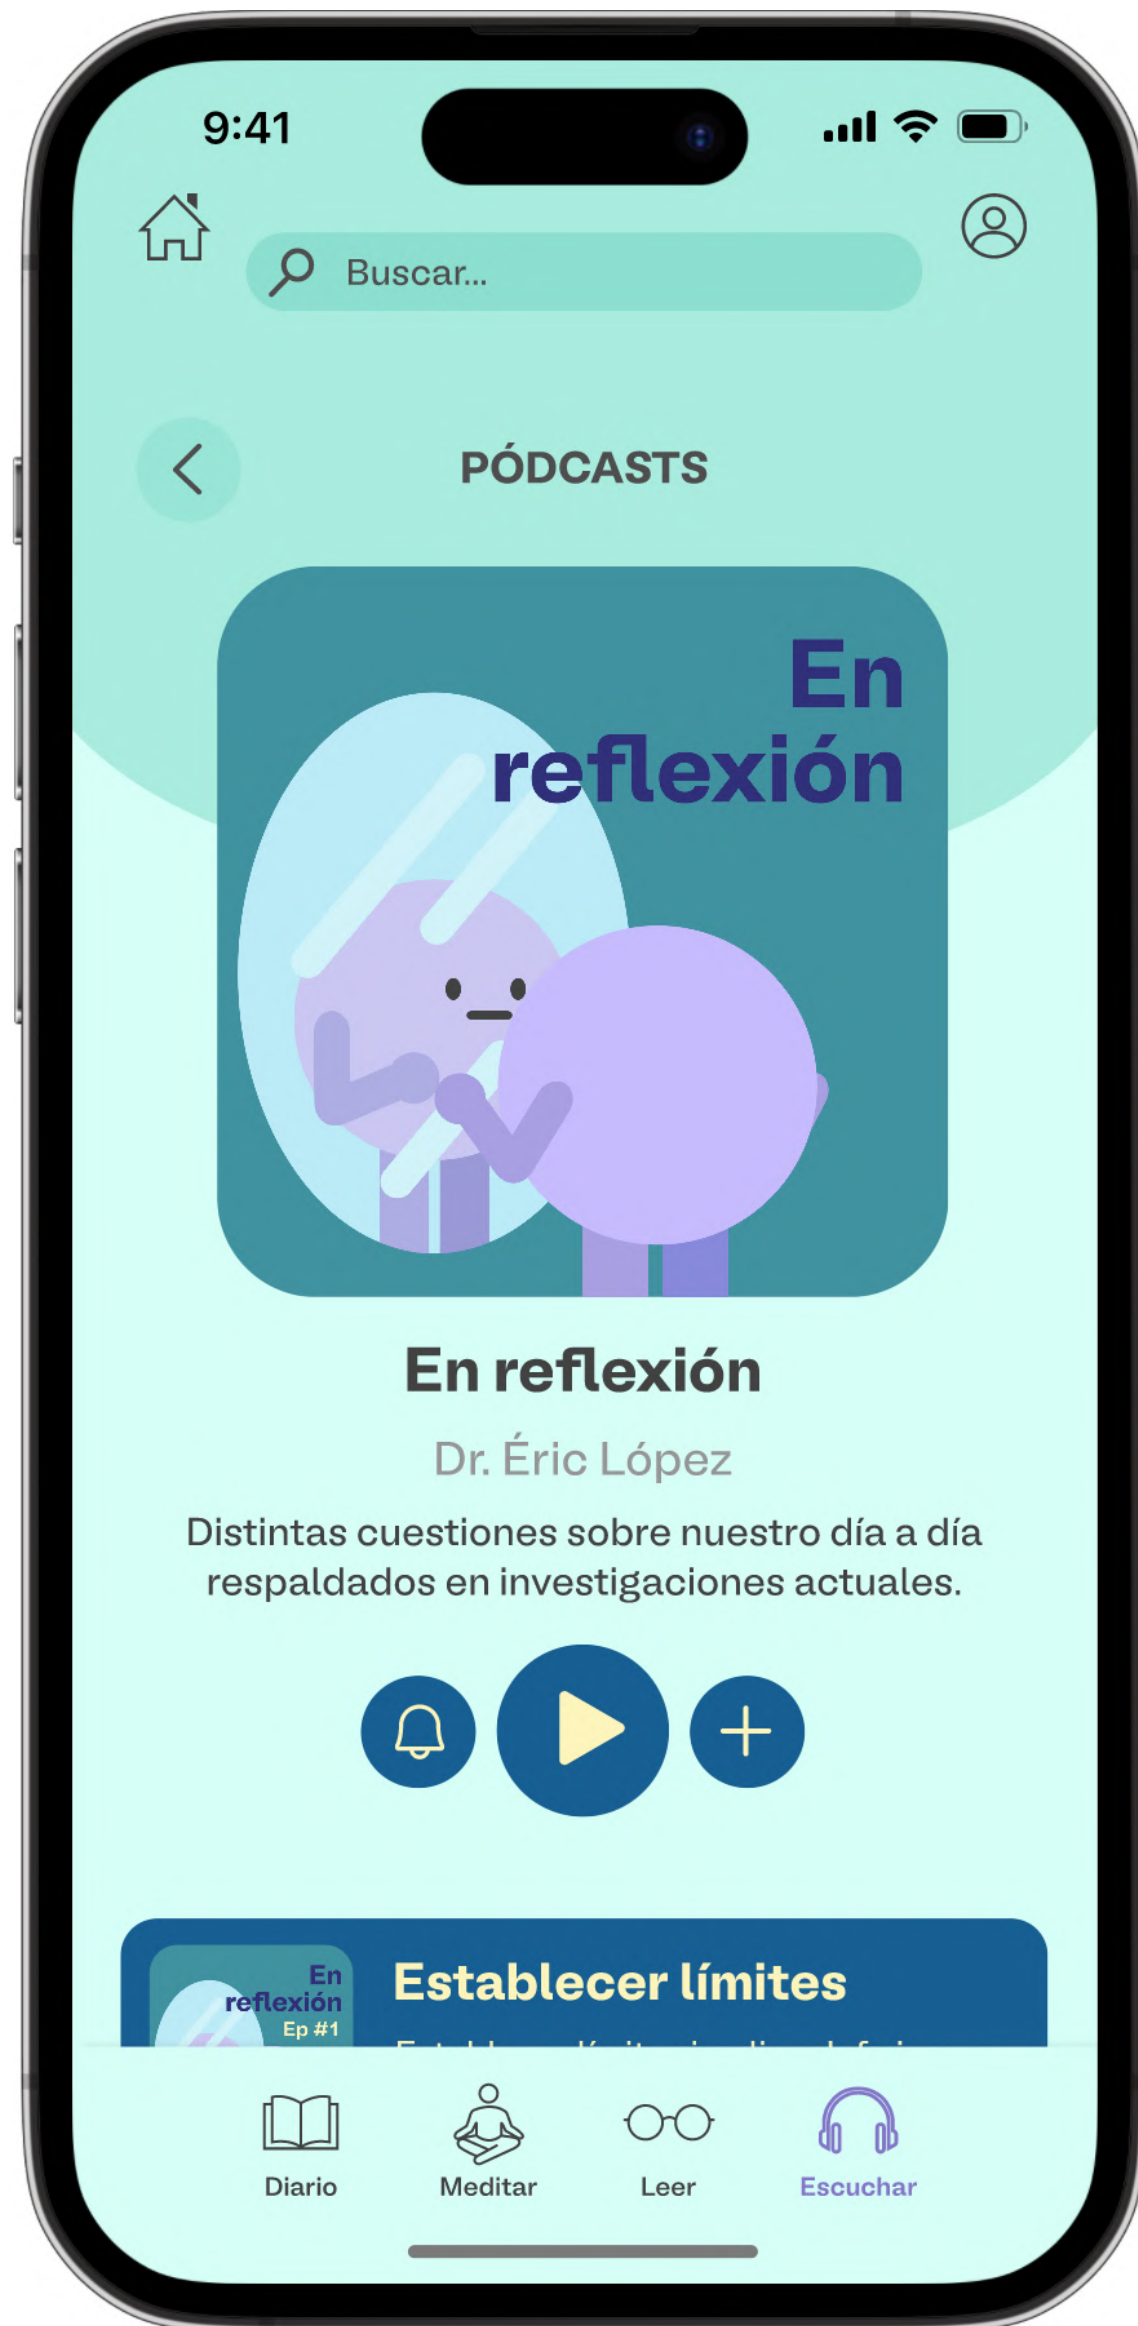 9:41
Buscar...
PÓDCASTS
En
reflexión
En reflexión
Dr. Éric López
Distintas cuestiones sobre nuestro día a día
respaldados en investigaciones actuales.
En
reflexión
Ep #1
Establecer límites
Diario
Meditar
Leer
Escuchar